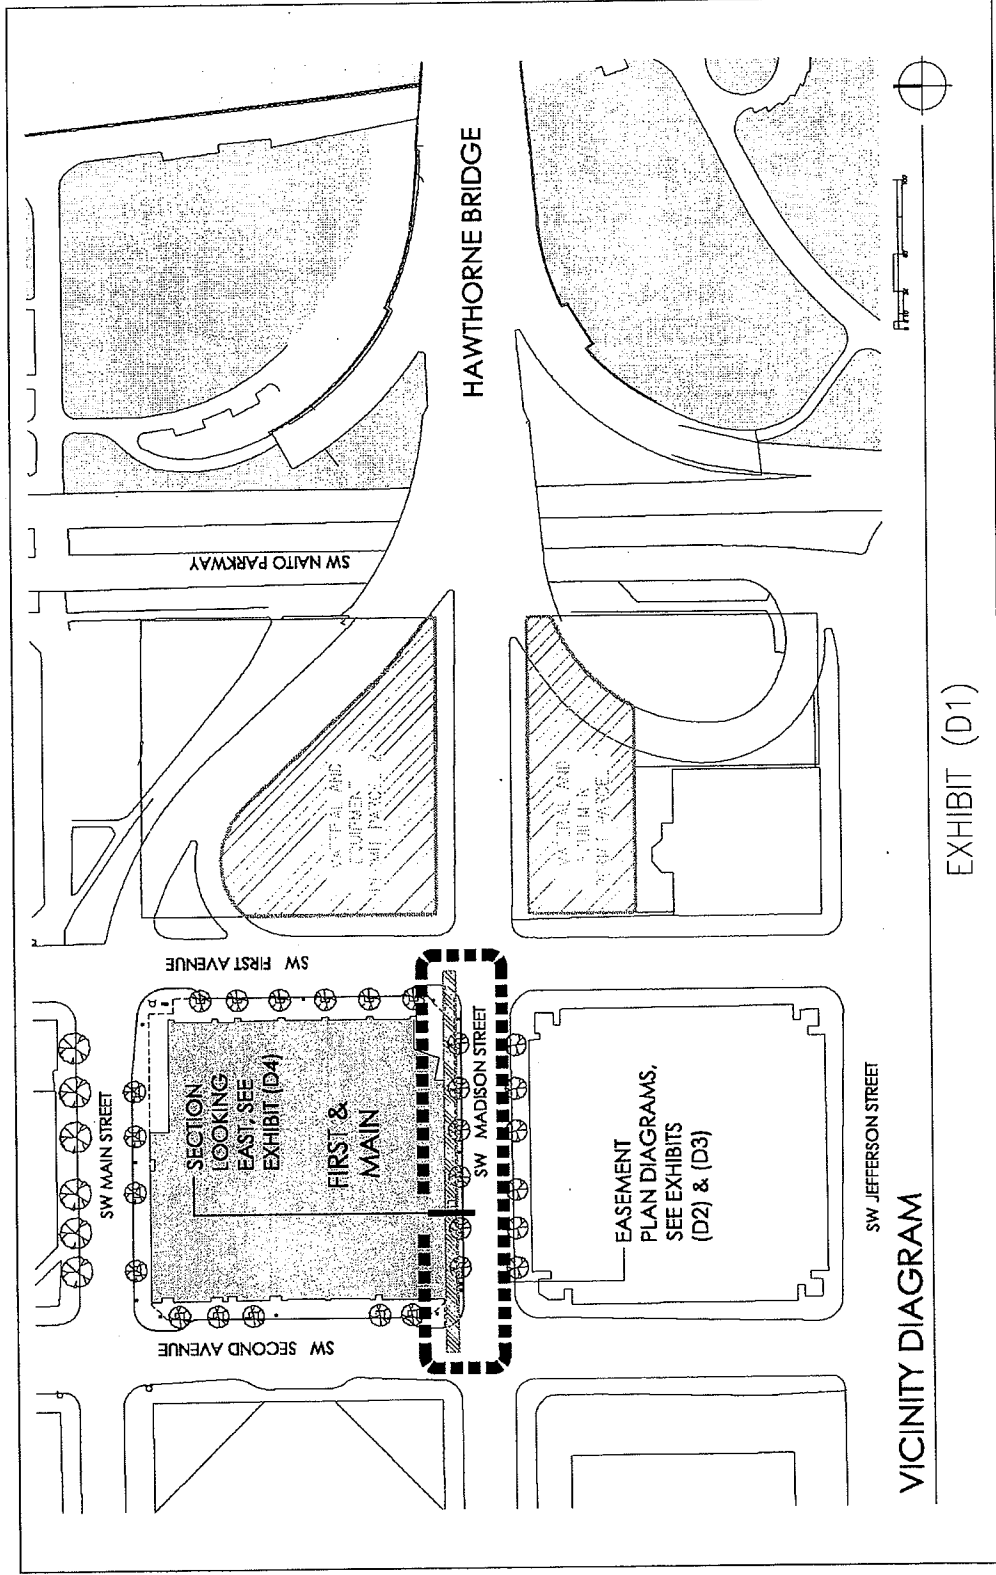 SW MAIN STREET
SECTION
LOOKING
EAST, SEE
EXHIBIT (D4)
FIRST &
MAIN
SW SECOND AVENUE
SW FIRST AVENUE
SW NAITO PARKWAY
HAWTHORNE BRIDGE
SW MADISON STREET
EASEMENT
PLAN DIAGRAMS,
SEE EXHIBITS
(D2) & (D3)
SW JEFFERSON STREET
VICINITY DIAGRAM
EXHIBIT (D1)